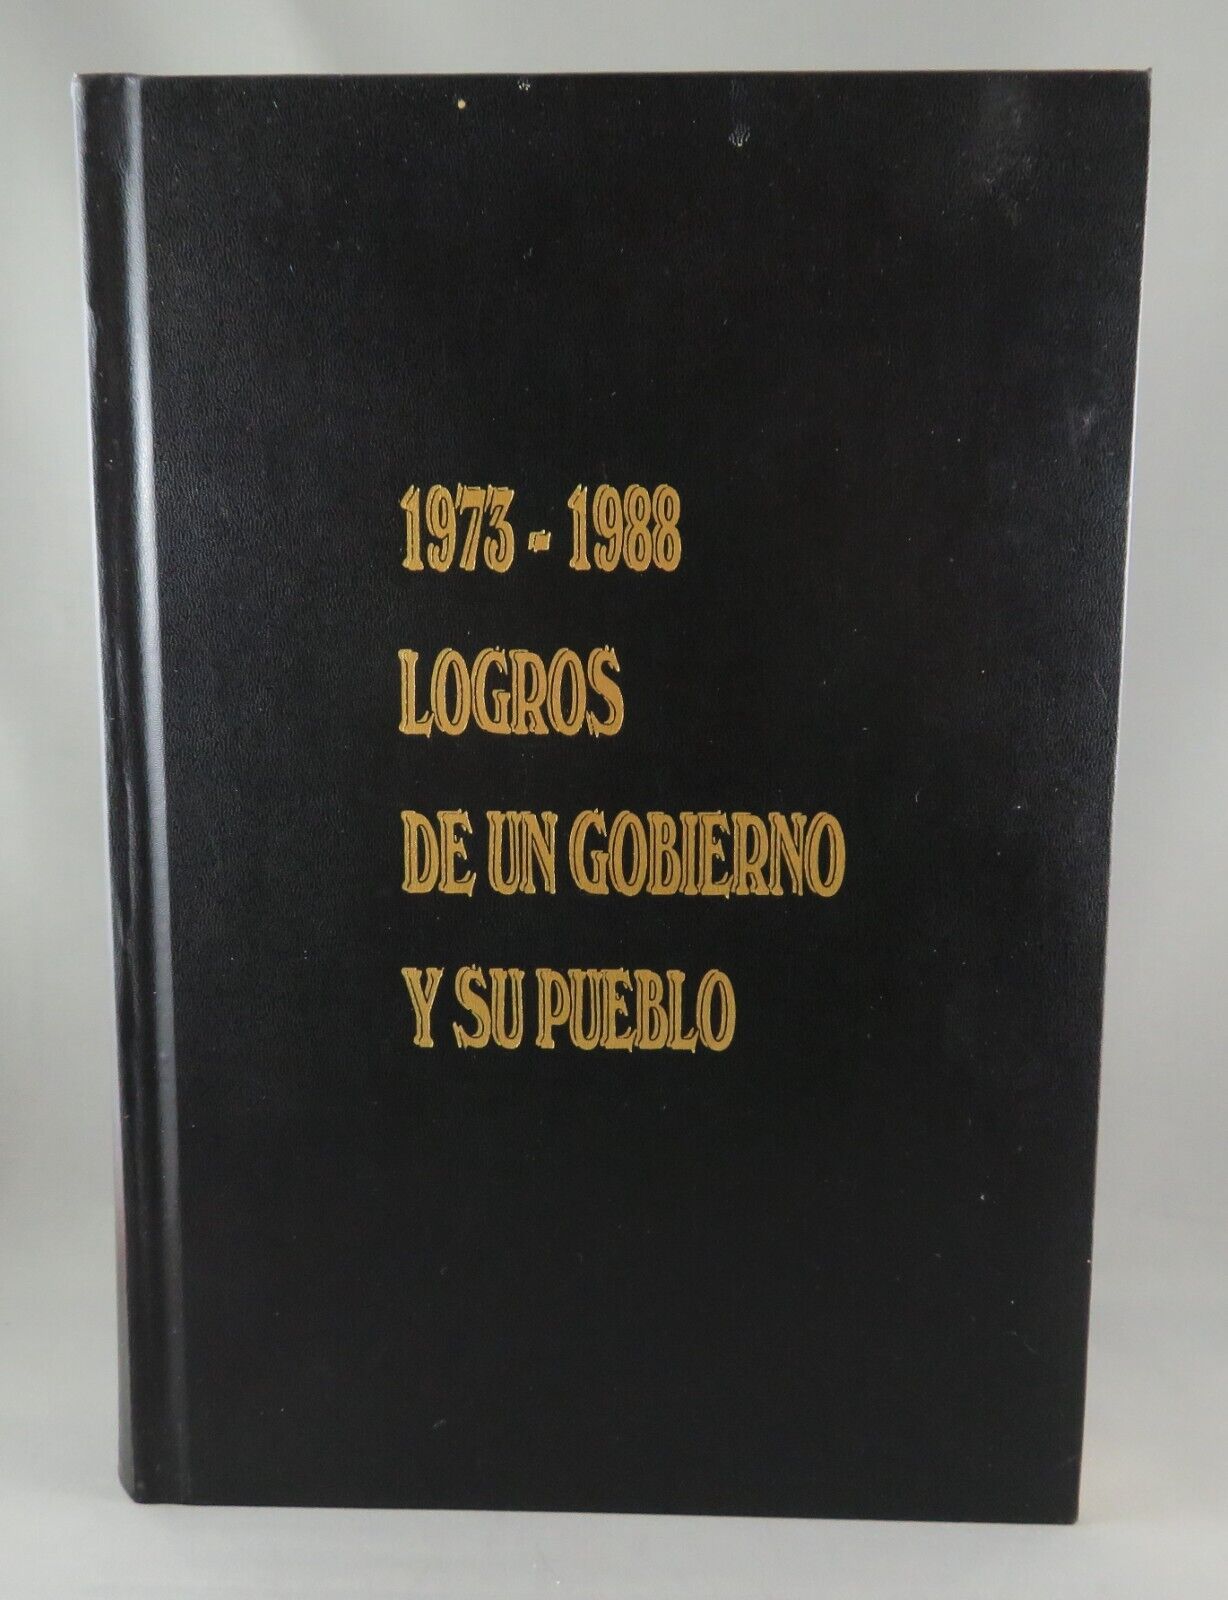 1973 - 1988
LOGROS
DE UN GOBIERNO
Y SU PUEBLO